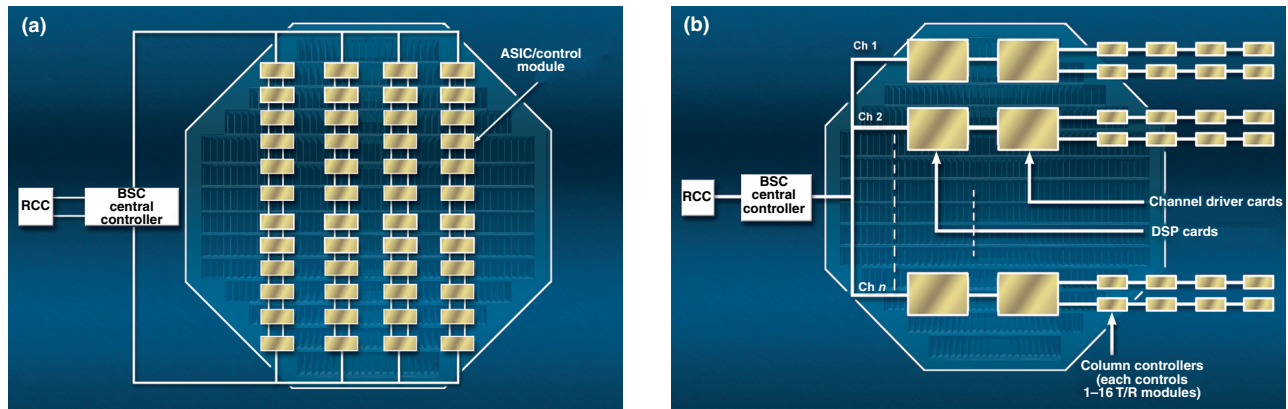 (a)
ASIC/control
module
RCC
BSC
central
controller
(b)
Ch 1
Ch 2
RCC
BSC
central
controller
Channel driver cards
DSP cards
Ch n
Column controllers
(each controls
1–16 T/R modules)